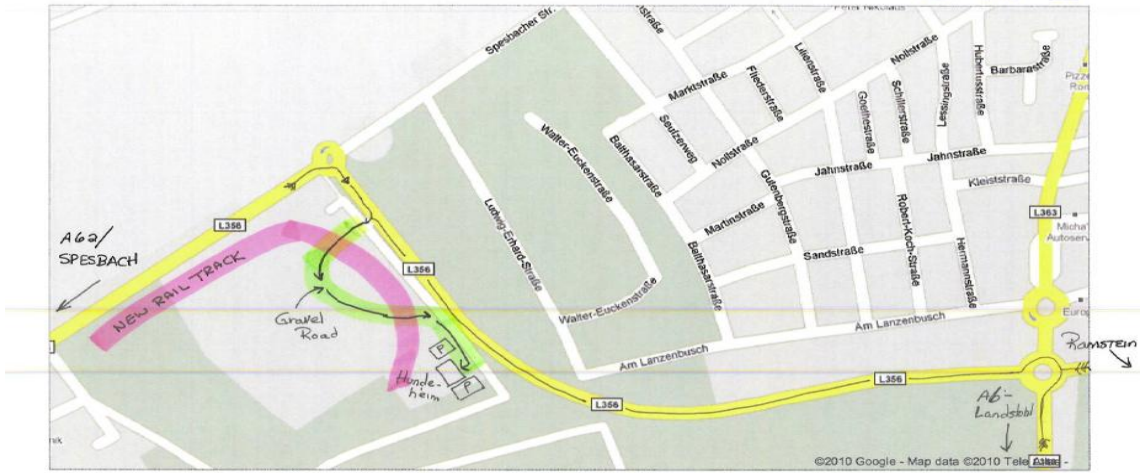 Spesbacher Str.
Marktstraße
Fliederstraße
Lilienstraße
Nollstraße
Hubertusstraße
Barbarastraße
Lessingstraße
Schillerstraße
Goethestraße
Seufzerweg
Nollstraße
Balthasarstraße
Walter-Euckenstraße
Jahnstraße
Jahnstraße
Kleiststraße
Gutenbergstraße
Martinstraße
Robert-Koch-Straße
Hermannstraße
Sandstraße
Ludwig-Erhard-Straße
Balthasarstraße
Walter-Euckenstraße
Am Lanzenbusch
Am Lanzenbusch
L363
L356
L356
L356
L356
A62/
SPESBACH
NEW RAIL TRACK
Gravel
Road
P
P
Hunde-
heim
RAMSTEIN
A6-
©2010 Google - Map data ©2010 Tele